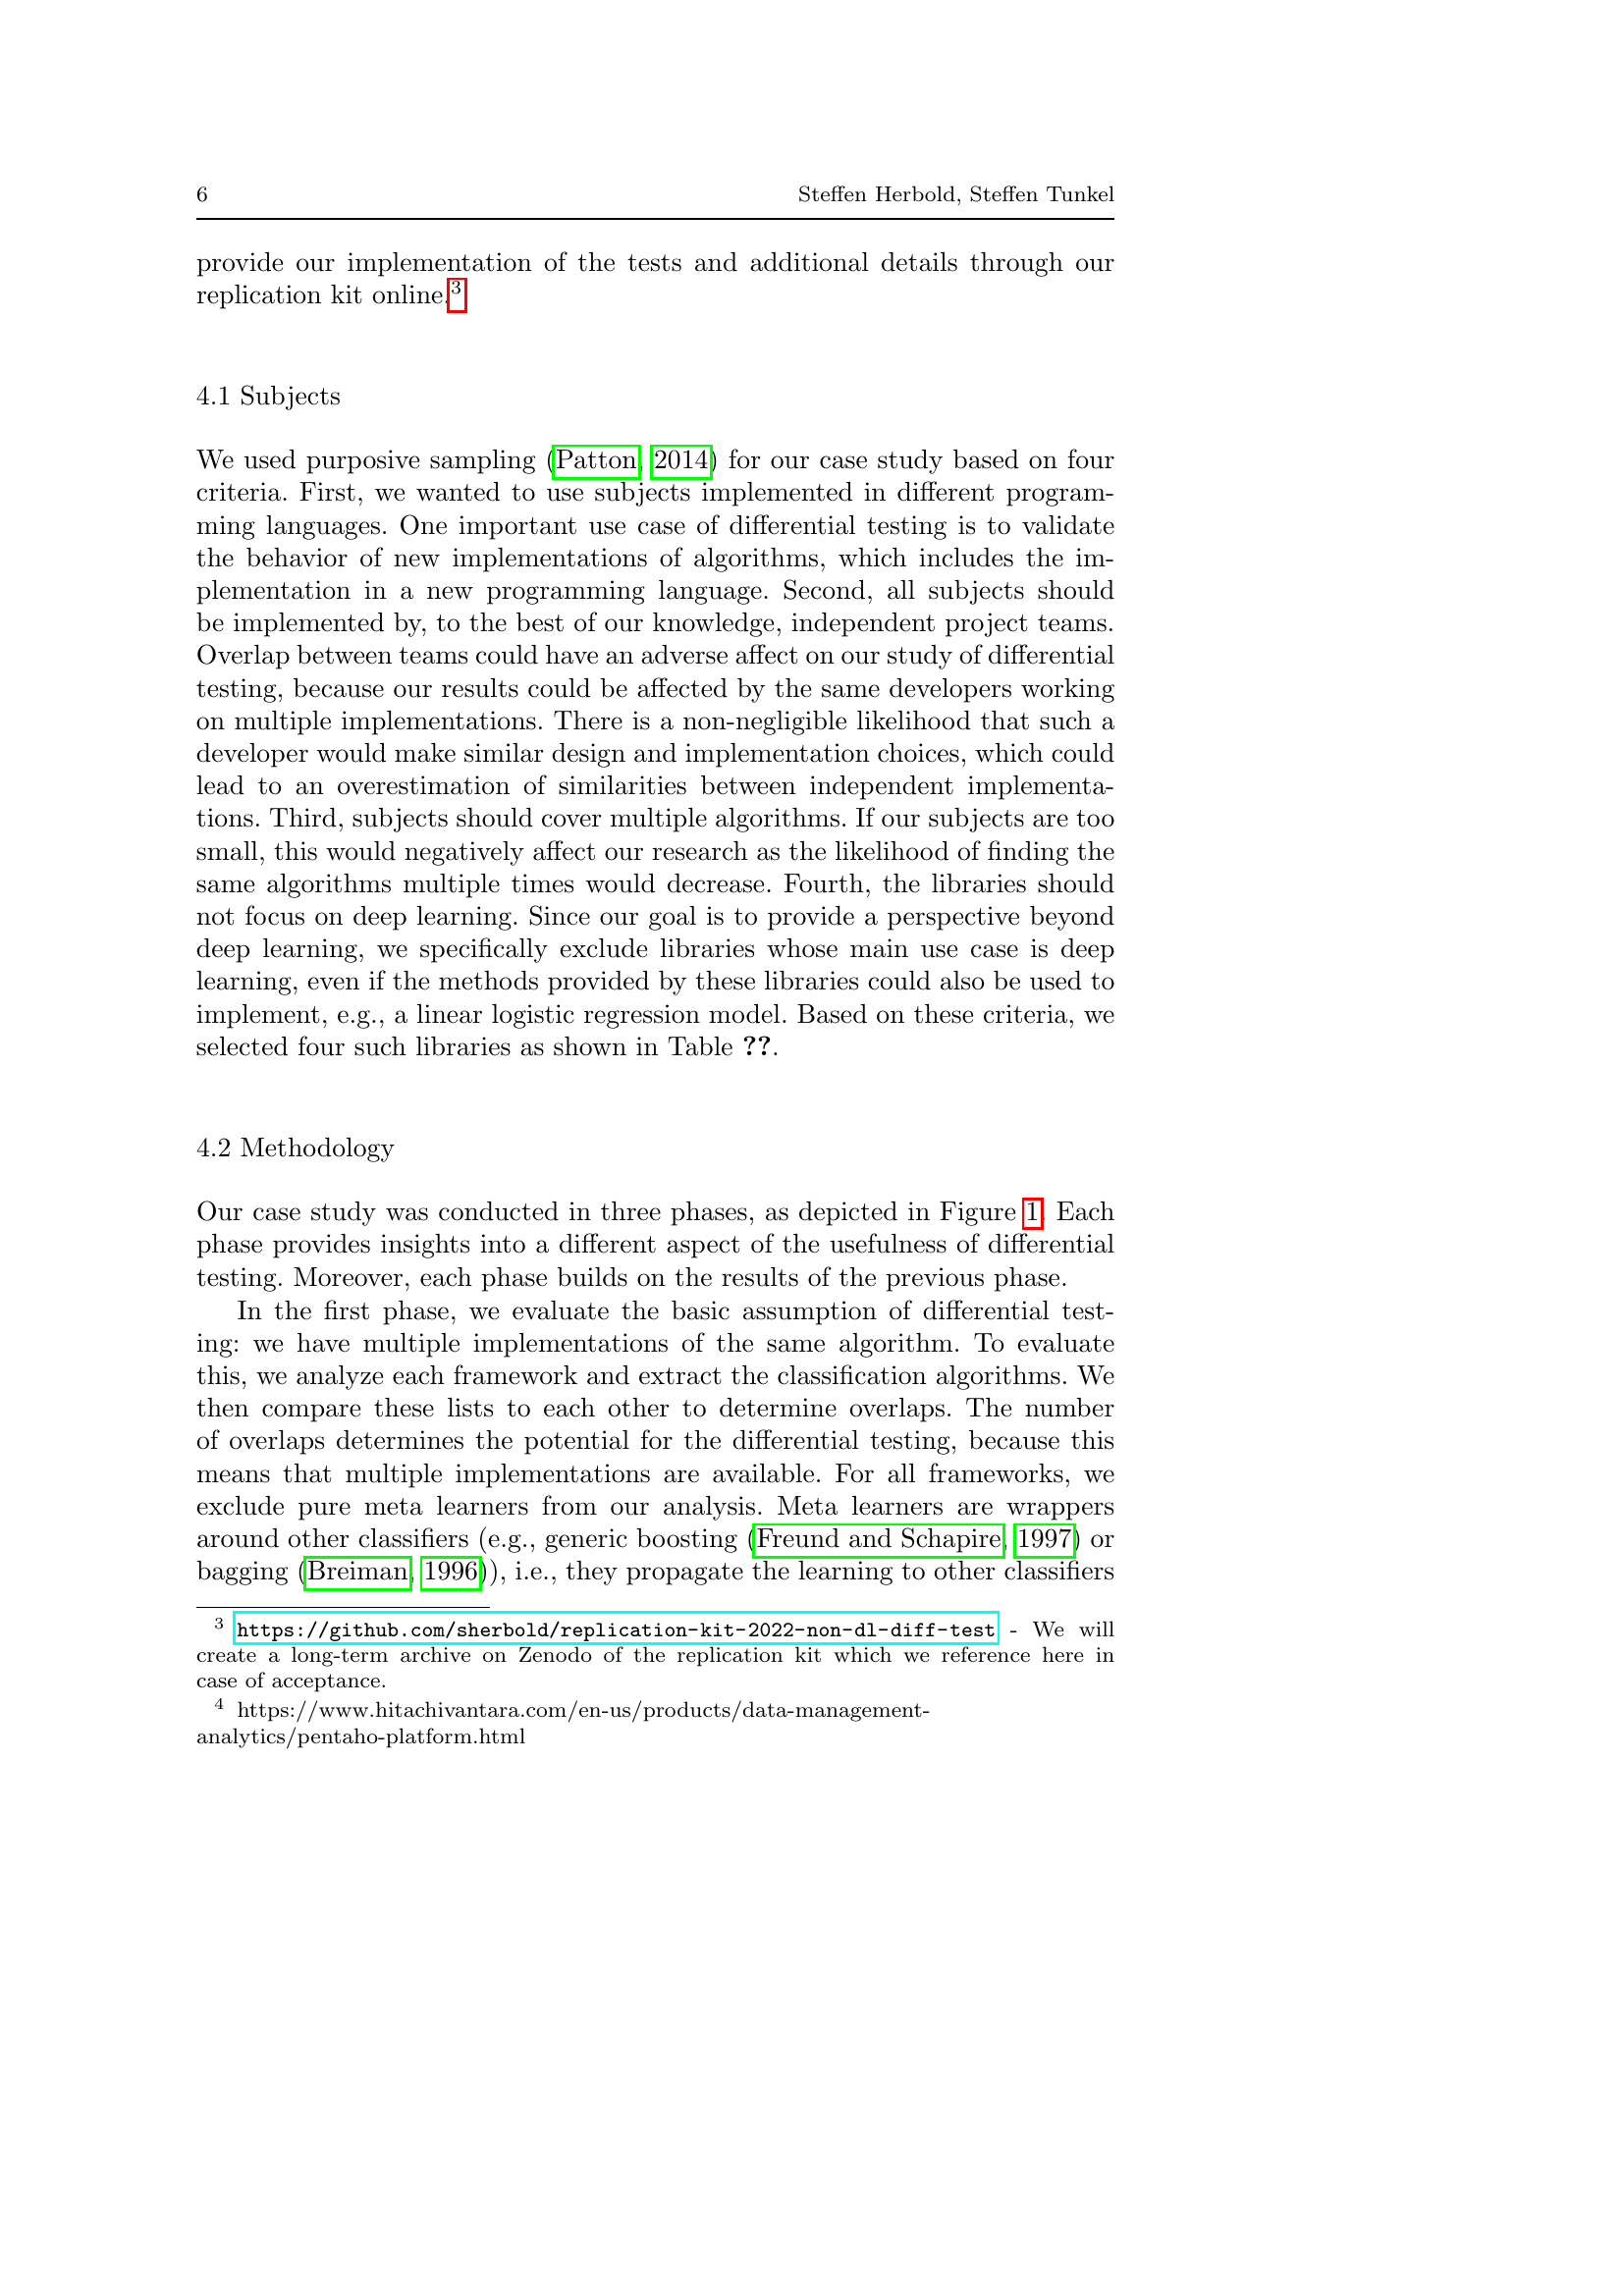 6 Steffen Herbold, Steffen Tunkel
provide our implementation of the tests and additional details through our
replication kit online.3
4.1 Subjects
We used purposive sampling (Patton, 2014) for our case study based on four
criteria. First, we wanted to use subjects implemented in different program-
ming languages. One important use case of differential testing is to validate
the behavior of new implementations of algorithms, which includes the im-
plementation in a new programming language. Second, all subjects should
be implemented by, to the best of our knowledge, independent project teams.
Overlap between teams could have an adverse affect on our study of differential
testing, because our results could be affected by the same developers working
on multiple implementations. There is a non-negligible likelihood that such a
developer would make similar design and implementation choices, which could
lead to an overestimation of similarities between independent implementa-
tions. Third, subjects should cover multiple algorithms. If our subjects are too
small, this would negatively affect our research as the likelihood of finding the
same algorithms multiple times would decrease. Fourth, the libraries should
not focus on deep learning. Since our goal is to provide a perspective beyond
deep learning, we specifically exclude libraries whose main use case is deep
learning, even if the methods provided by these libraries could also be used to
implement, e.g., a linear logistic regression model. Based on these criteria, we
selected four such libraries as shown in Table ??.
4.2 Methodology
Our case study was conducted in three phases, as depicted in Figure 1. Each
phase provides insights into a different aspect of the usefulness of differential
testing. Moreover, each phase builds on the results of the previous phase.
In the first phase, we evaluate the basic assumption of differential test-
ing: we have multiple implementations of the same algorithm. To evaluate
this, we analyze each framework and extract the classification algorithms. We
then compare these lists to each other to determine overlaps. The number
of overlaps determines the potential for the differential testing, because this
means that multiple implementations are available. For all frameworks, we
exclude pure meta learners from our analysis. Meta learners are wrappers
around other classifiers (e.g., generic boosting (Freund and Schapire, 1997) or
bagging (Breiman, 1996)), i.e., they propagate the learning to other classifiers
3 https://github.com/sherbold/replication-kit-2022-non-dl-diff-test - We will
create a long-term archive on Zenodo of the replication kit which we reference here in
case of acceptance.
4 https://www.hitachivantara.com/en-us/products/data-management-
analytics/pentaho-platform.html